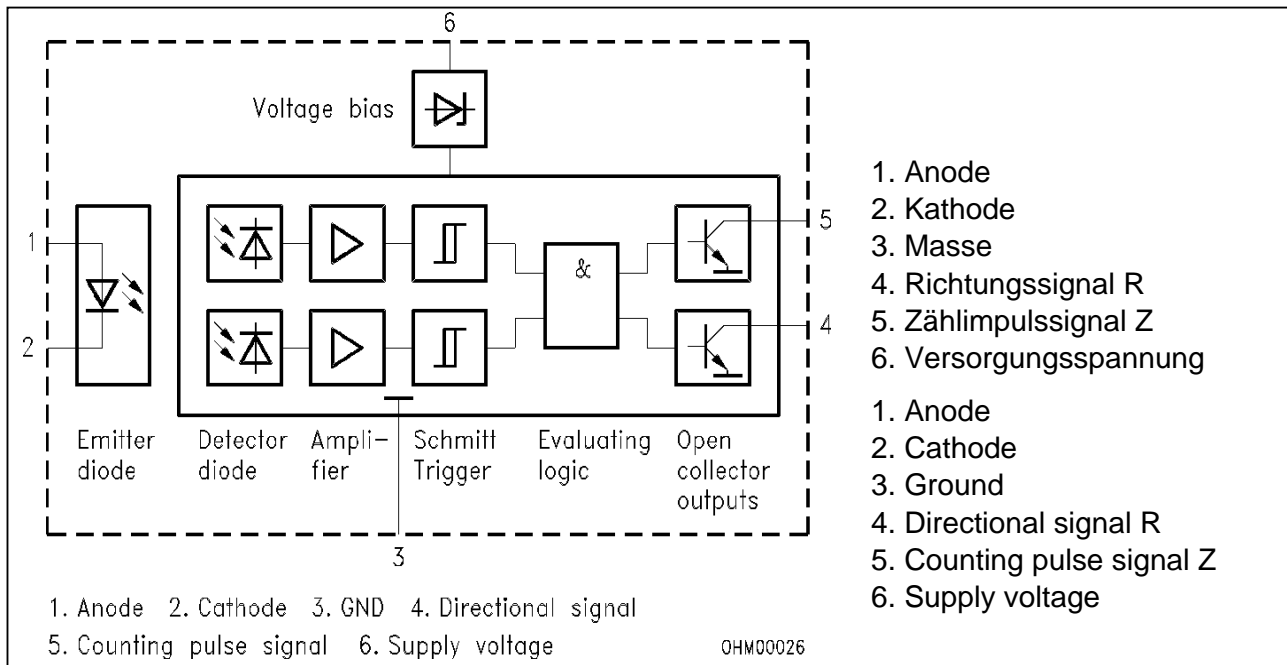 6
Voltage bias
1
2
&
5
4
Emitter diode
Detector diode
Ampli- fier
Schmitt Trigger
Evaluating logic
Open collector outputs
3
1. Anode 2. Cathode 3. GND 4. Directional signal
5. Counting pulse signal 6. Supply voltage
OHM00026
1. Anode
2. Kathode
3. Masse
4. Richtungssignal R
5. Zählimpulssignal Z
6. Versorgungsspannung
1. Anode
2. Cathode
3. Ground
4. Directional signal R
5. Counting pulse signal Z
6. Supply voltage